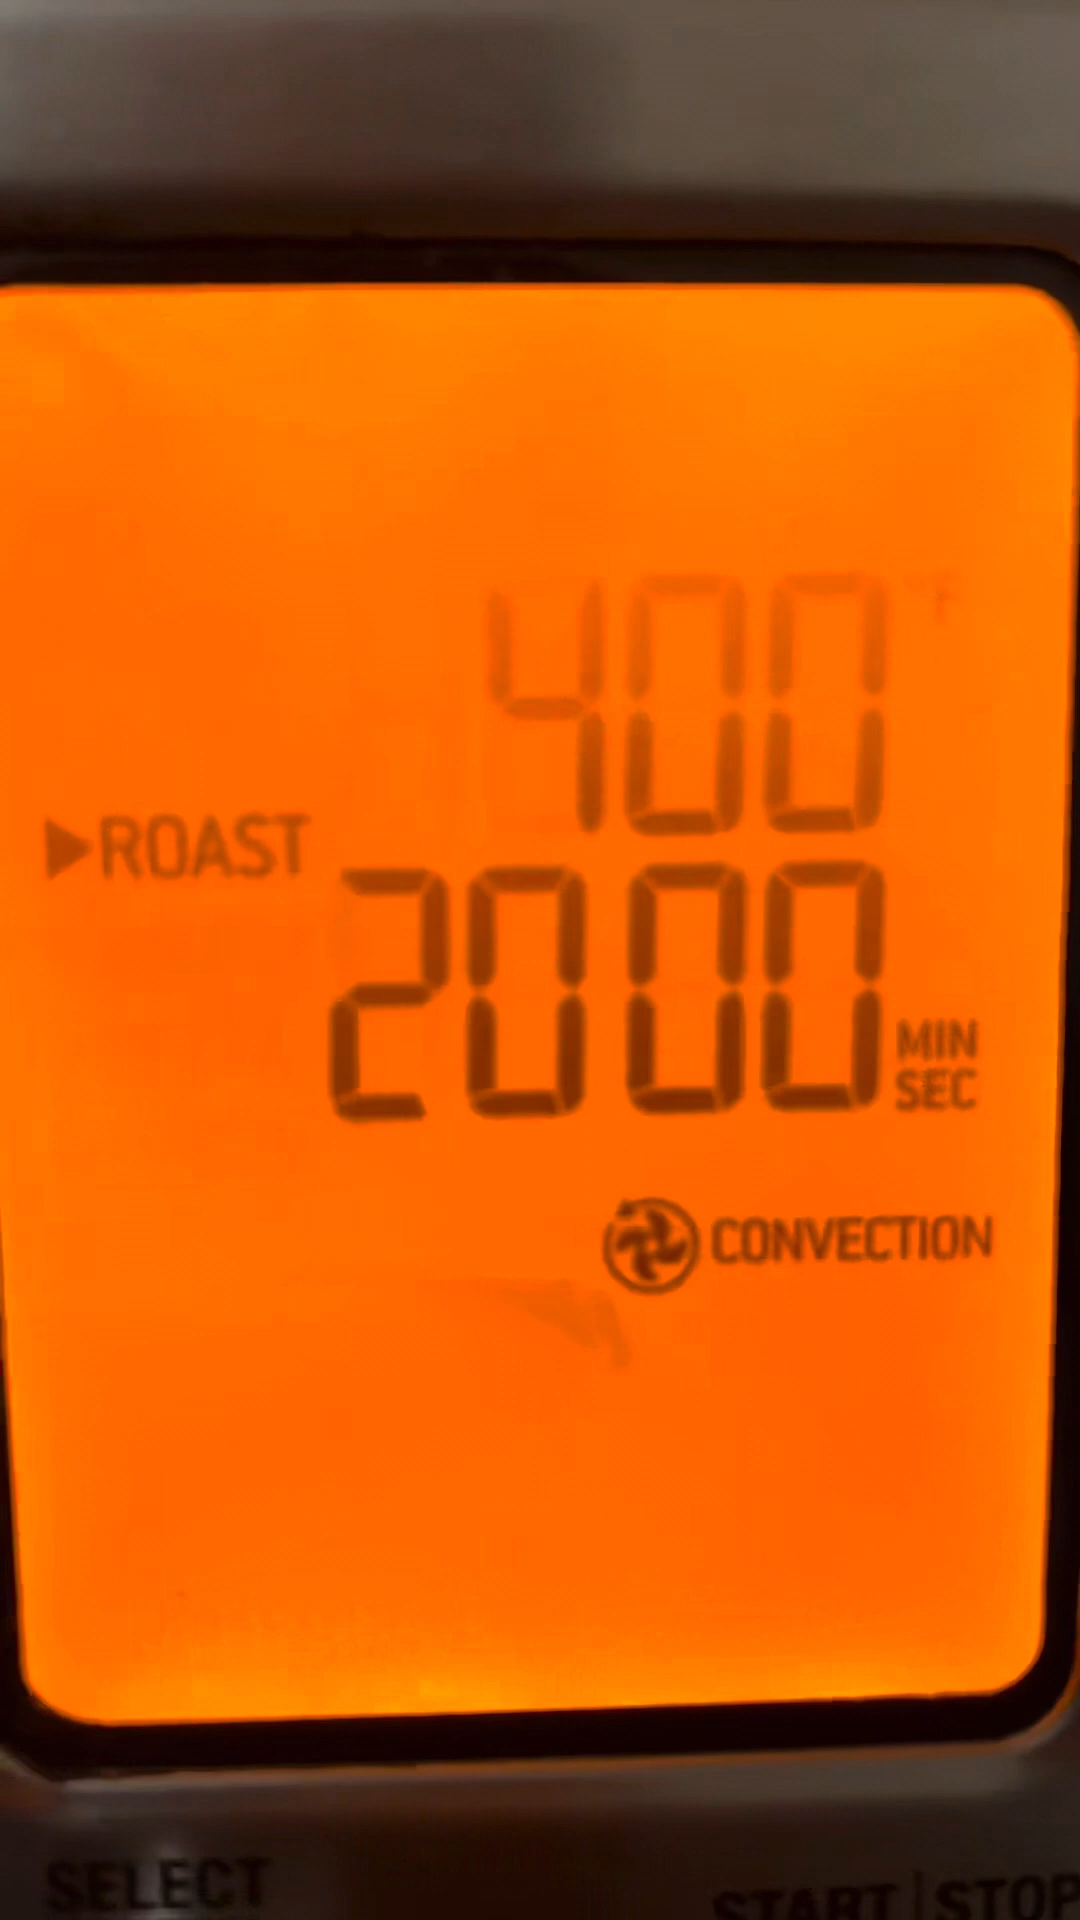 400 °F
▶ROAST
2000 MIN SEC
CONVECTION
SELECT
START | STOP